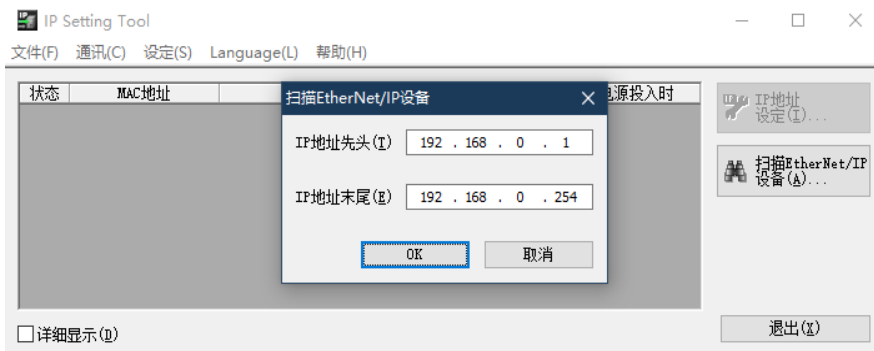 IP Setting Tool
文件(F) 通讯(C) 设定(S) Language(L) 帮助(H)
状态 MAC地址 电源投入时
扫描EtherNet/IP设备
IP地址先头(T) 192 . 168 . 0 . 1
IP地址末尾(E) 192 . 168 . 0 . 254
OK 取消
IP地址
设定(I)...
扫描EtherNet/IP
设备(A)...
详细显示(D)
退出(X)